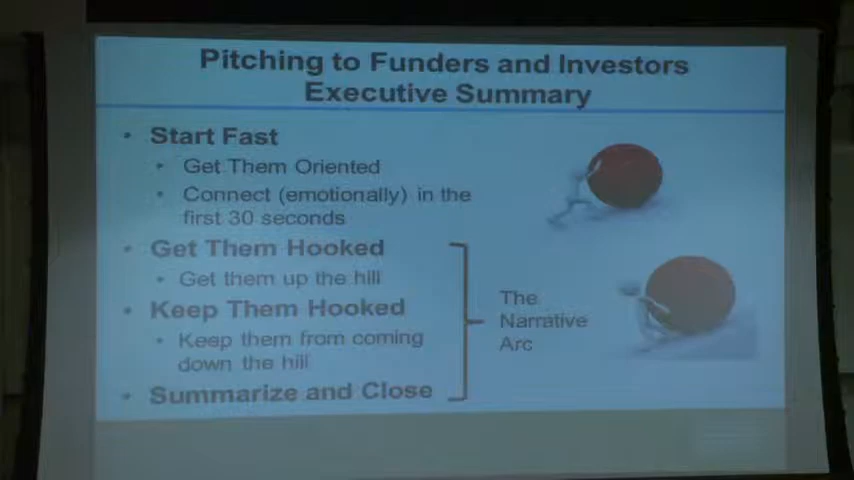 Pitching to Funders and Investors
Executive Summary
• Start Fast
• Get Them Oriented
• Connect (emotionally) in the
first 30 seconds
• Get Them Hooked
• Get them up the hill
• Keep Them Hooked
• Keep them from coming
down the hill
• Summarize and Close
The
Narrative
Arc